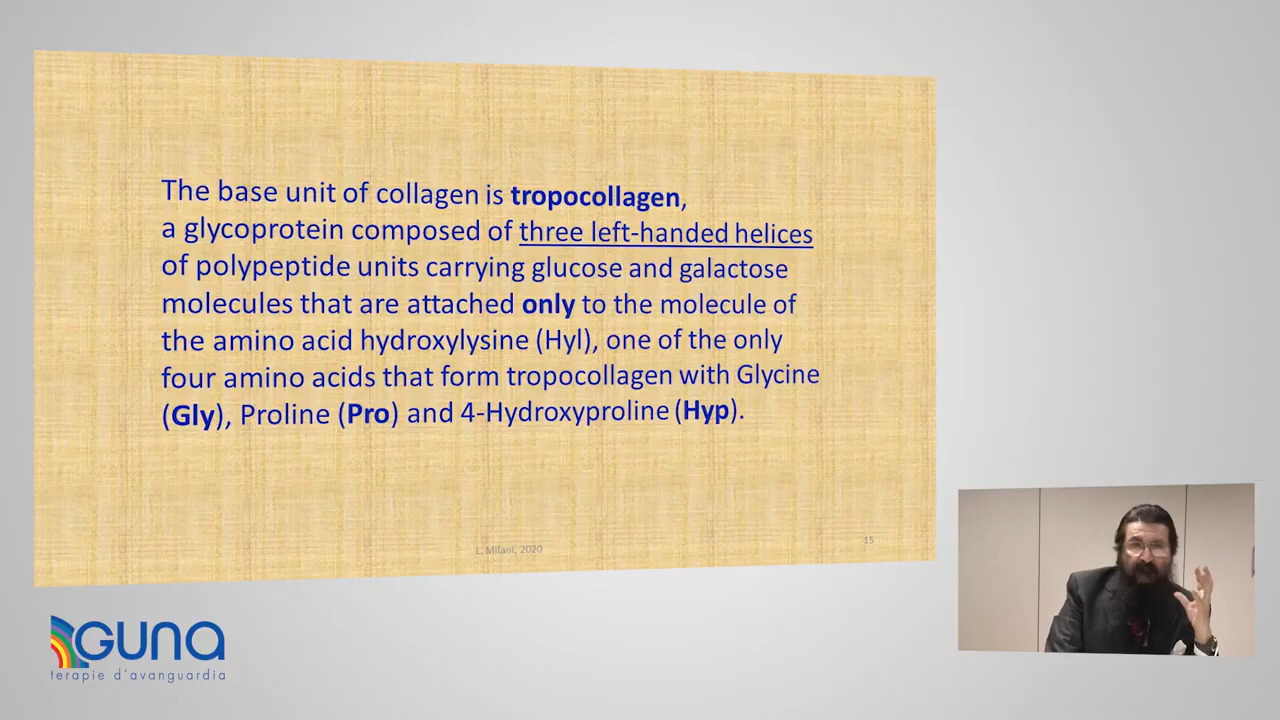 The base unit of collagen is tropocollagen,
a glycoprotein composed of three left-handed helices
of polypeptide units carrying glucose and galactose
molecules that are attached only to the molecule of
the amino acid hydroxylysine (Hyl), one of the only
four amino acids that form tropocollagen with Glycine
(Gly), Proline (Pro) and 4-Hydroxyproline (Hyp).
L. Milani, 2020
15
GUNA
terapie d'avanguardia